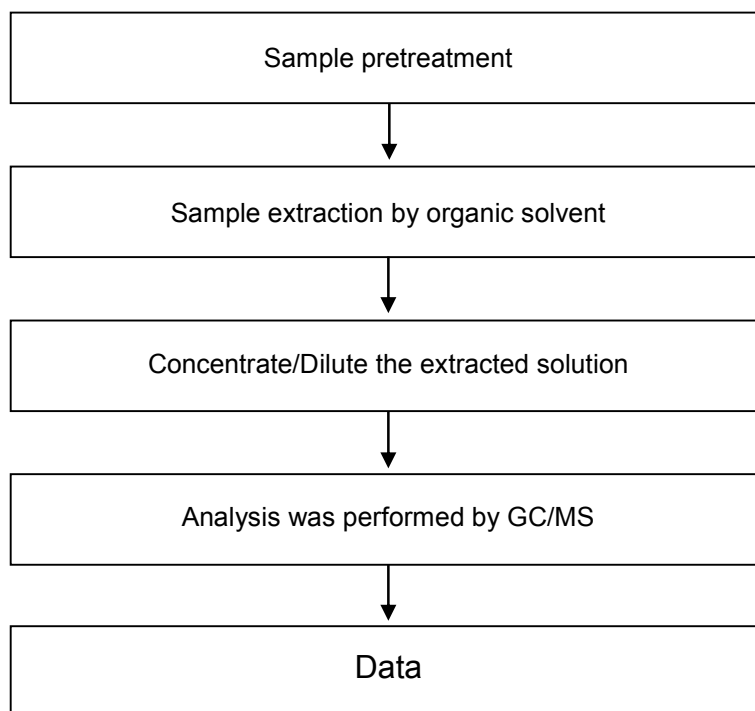 Sample pretreatment
Sample extraction by organic solvent
Concentrate/Dilute the extracted solution
Analysis was performed by GC/MS
Data